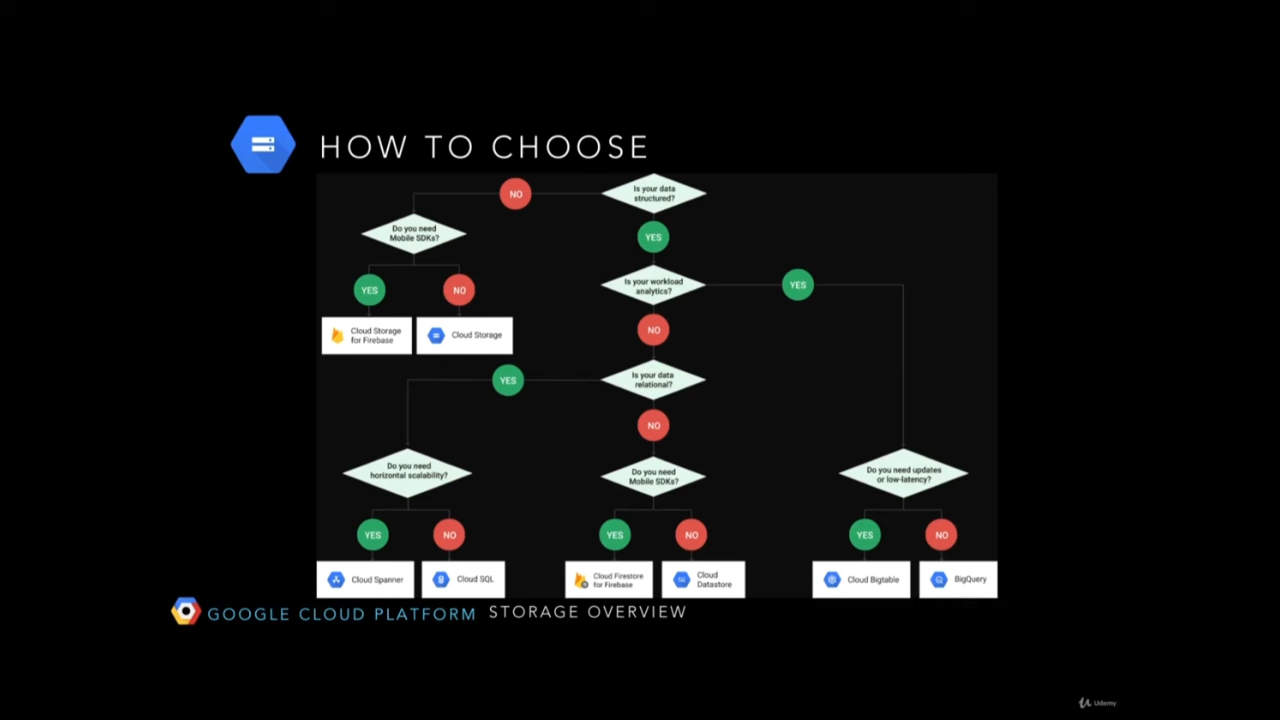 HOW TO CHOOSE
Is your data
structured?
NO
YES
Do you need
Mobile SDKs?
YES
NO
Cloud Storage
for Firebase
Cloud Storage
Is your workload
analytics?
YES
NO
Is your data
relational?
YES
NO
Do you need
horizontal scalability?
YES
NO
Cloud Spanner
Cloud SQL
Do you need
Mobile SDKs?
YES
NO
Cloud Firestore
for Firebase
Cloud
Datastore
Do you need updates
or low-latency?
YES
NO
Cloud Bigtable
BigQuery
GOOGLE CLOUD PLATFORM STORAGE OVERVIEW
Udemy